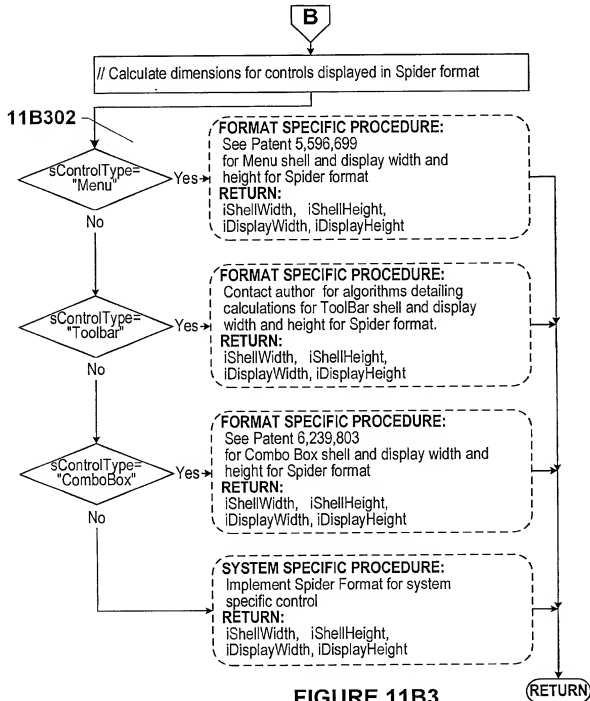 B
// Calculate dimensions for controls displayed in Spider format
11B302
sControlType=
"Menu"
Yes
No
FORMAT SPECIFIC PROCEDURE:
See Patent 5,596,699
for Menu shell and display width and
height for Spider format
RETURN:
iShellWidth, iShellHeight,
iDisplayWidth, iDisplayHeight
sControlType=
"Toolbar"
Yes
No
FORMAT SPECIFIC PROCEDURE:
Contact author for algorithms detailing
calculations for ToolBar shell and display
width and height for Spider format.
RETURN:
iShellWidth, iShellHeight,
iDisplayWidth, iDisplayHeight
sControlType=
"ComboBox"
Yes
No
FORMAT SPECIFIC PROCEDURE:
See Patent 6,239,803
for Combo Box shell and display width and
height for Spider format
RETURN:
iShellWidth, iShellHeight,
iDisplayWidth, iDisplayHeight
SYSTEM SPECIFIC PROCEDURE:
Implement Spider Format for system
specific control
RETURN:
iShellWidth, iShellHeight,
iDisplayWidth, iDisplayHeight
RETURN
FIGURE 11B3